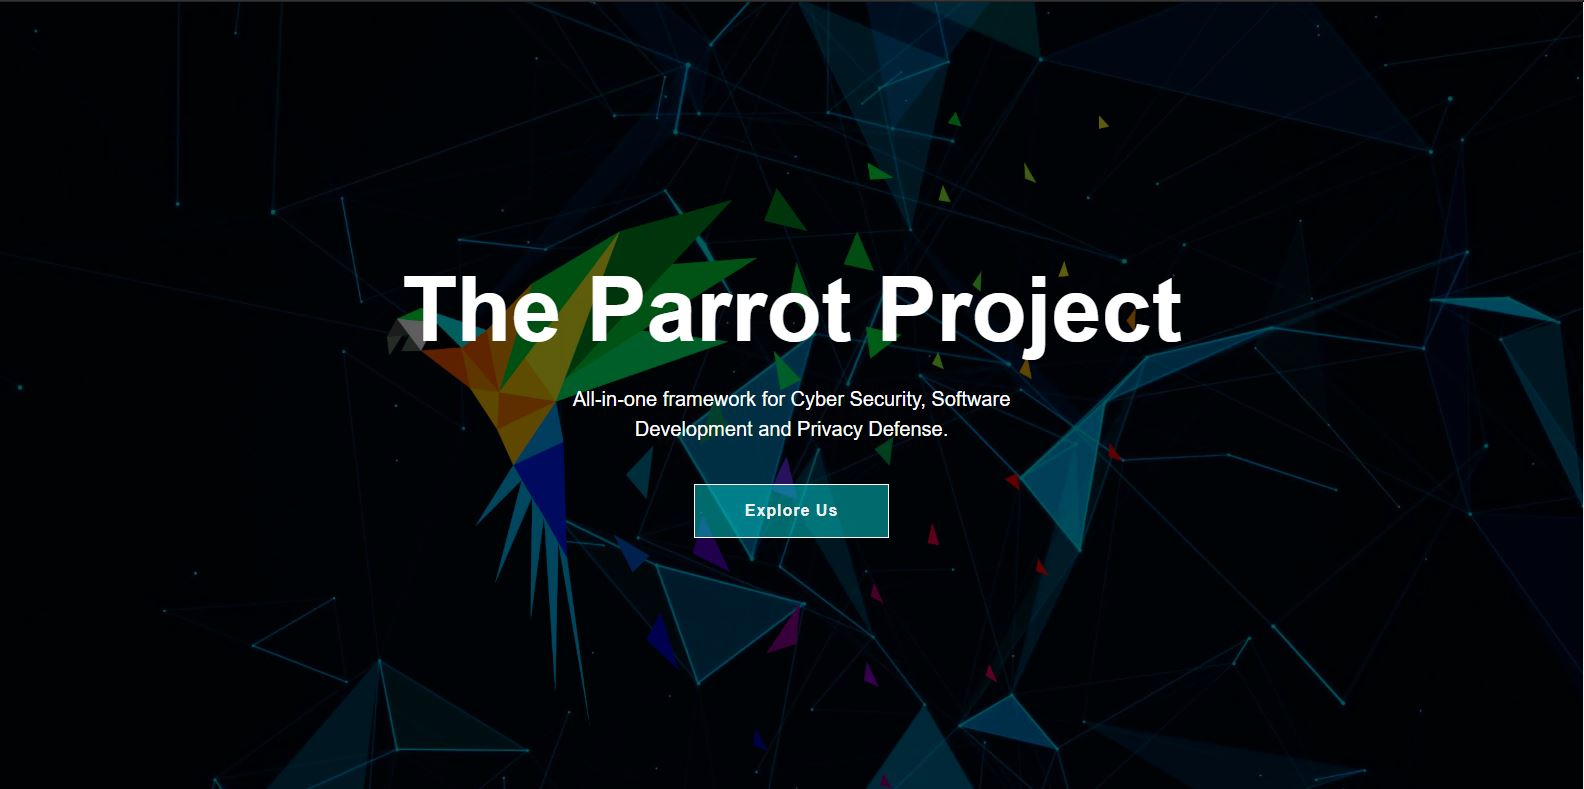 The Parrot Project
All-in-one framework for Cyber Security, Software
Development and Privacy Defense.
Explore Us